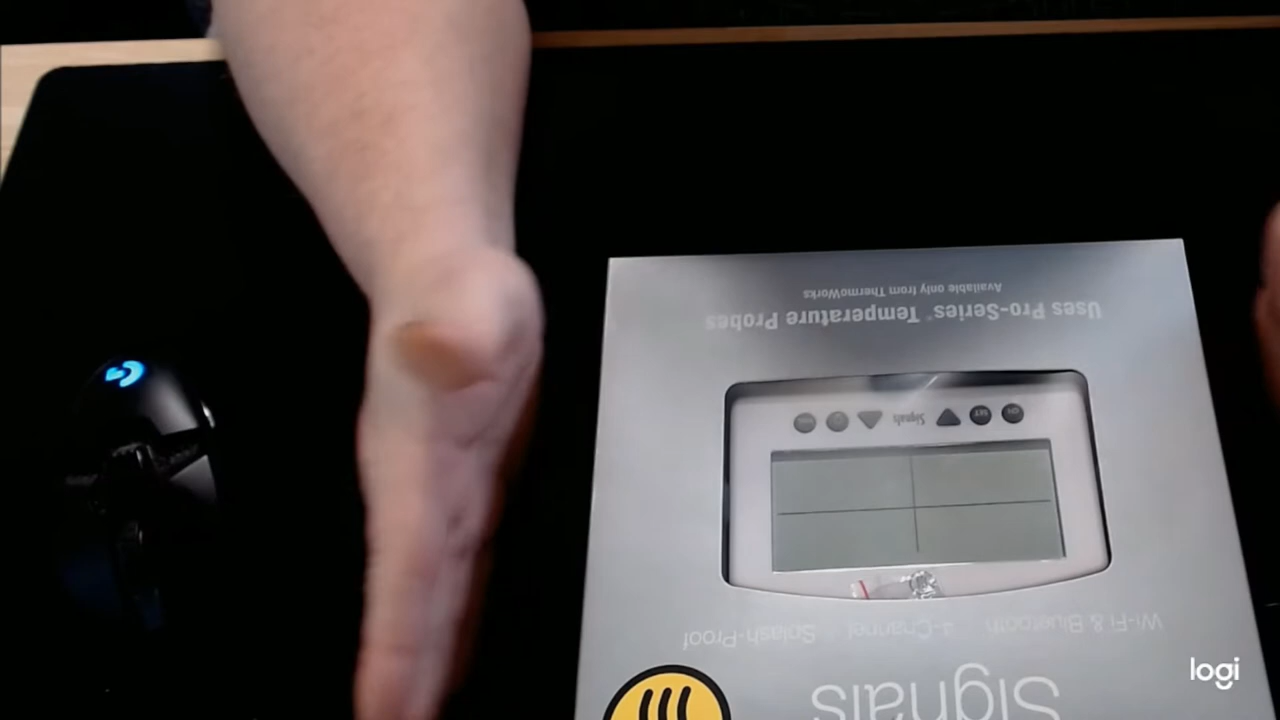 Signals
Wi-Fi & Bluetooth 4-Channel Splash-Proof
Signals
SET
Uses Pro-Series® Temperature Probes
Available only from ThermoWorks
logi